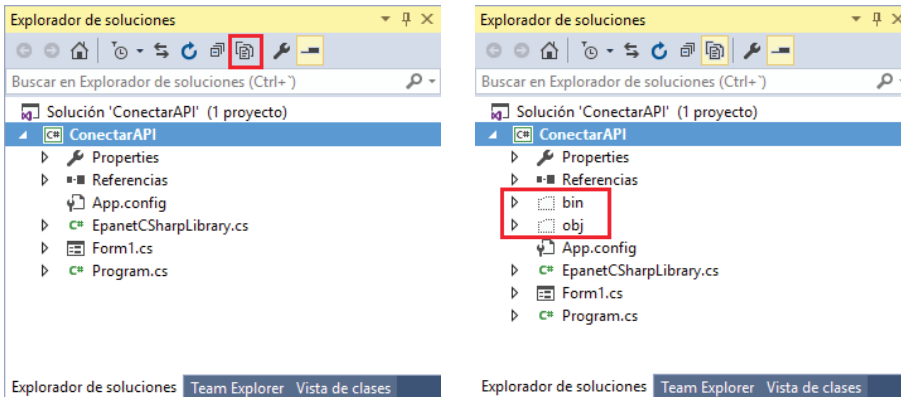 Explorador de soluciones
Buscar en Explorador de soluciones (Ctrl+`)
Solución 'ConectarAPI' (1 proyecto)
C# ConectarAPI
Properties
Referencias
App.config
C# EpanetCSharpLibrary.cs
Form1.cs
C# Program.cs
Explorador de soluciones Team Explorer Vista de clases
Explorador de soluciones
Buscar en Explorador de soluciones (Ctrl+`)
Solución 'ConectarAPI' (1 proyecto)
C# ConectarAPI
Properties
Referencias
bin
obj
App.config
C# EpanetCSharpLibrary.cs
Form1.cs
C# Program.cs
Explorador de soluciones Team Explorer Vista de clases